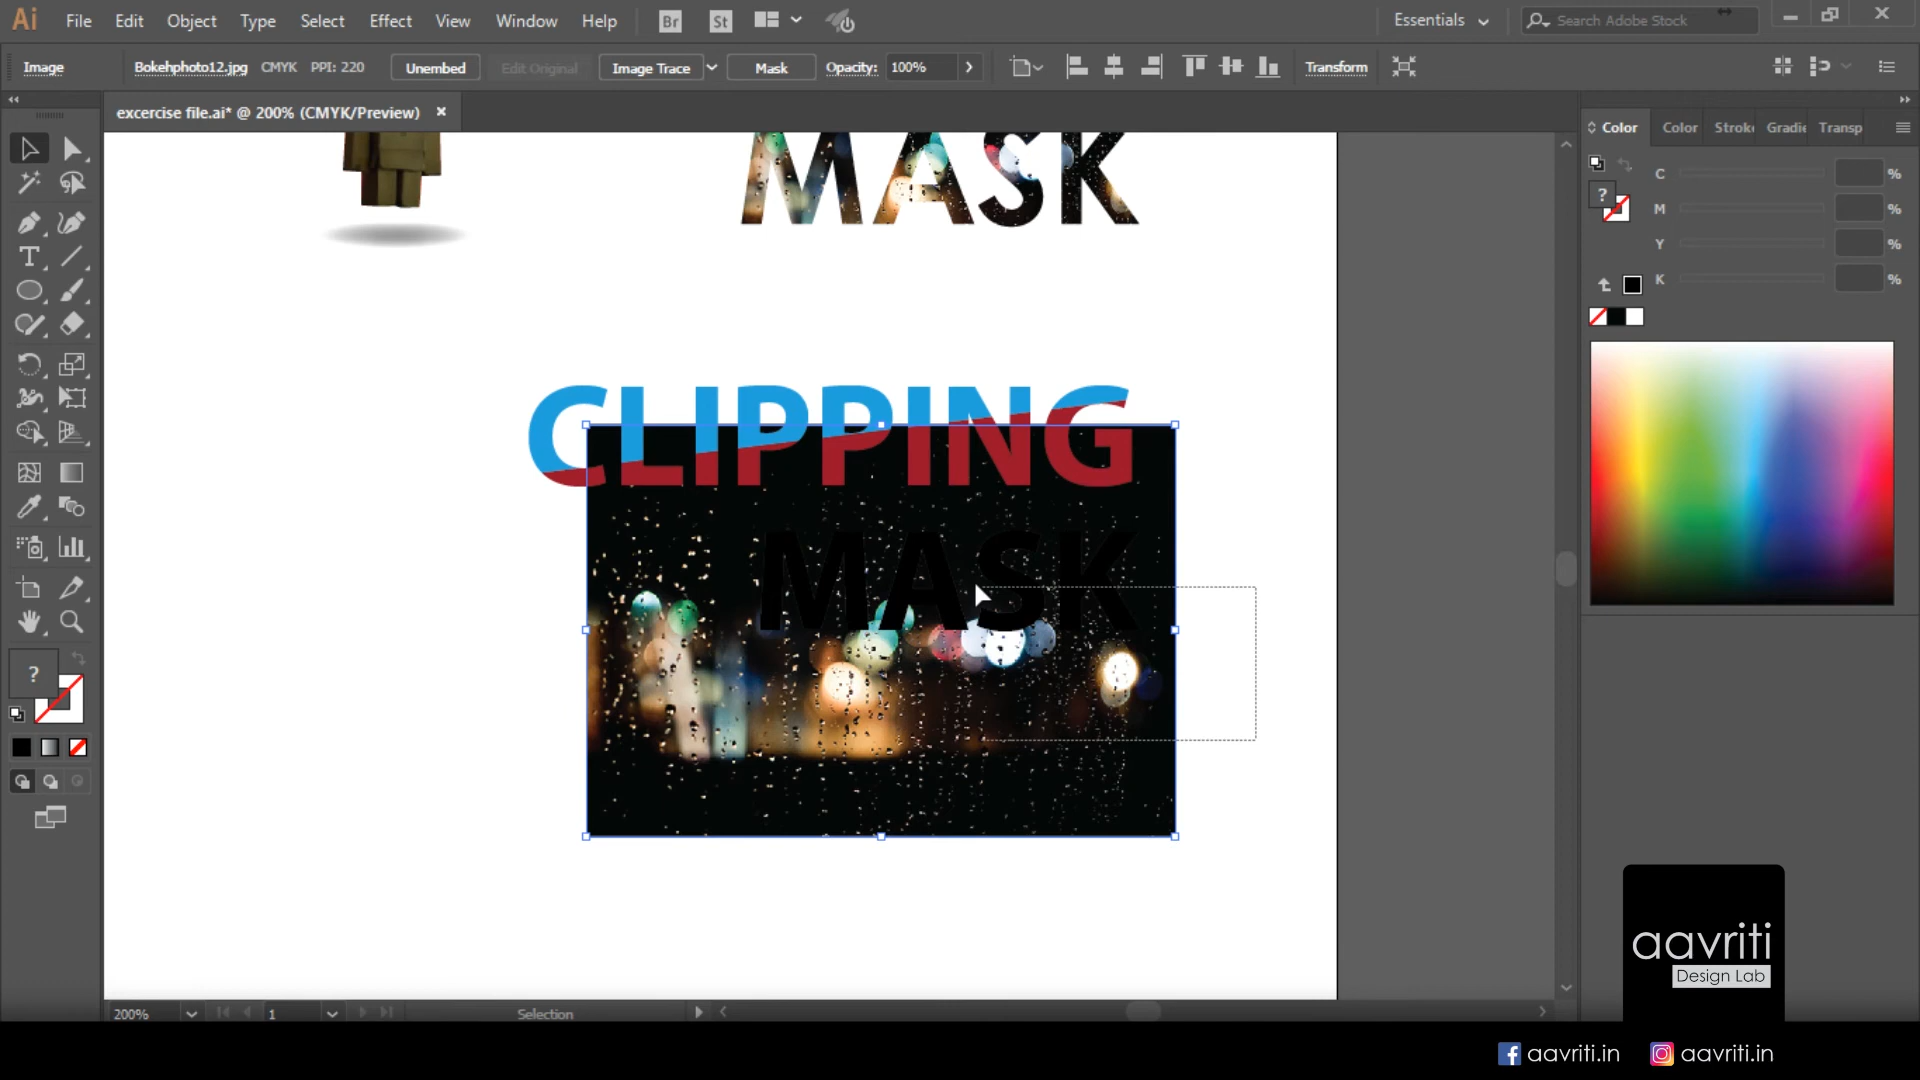 Ai File Edit Object Type Select Effect View Window Help Br St Essentials Search Adobe Stock
Image Bokehphoto12.jpg CMYK PPI: 220 Unembed Edit Original Image Trace Mask Opacity: 100% Transform
excercise file.ai* @ 200% (CMYK/Preview)
Color Color Stroke Gradie Transp
C %
M %
Y %
K %
?
MASK
CLIPPING
MASK
T
?
200% 1 Selection
aavriti
Design Lab
aavriti.in aavriti.in